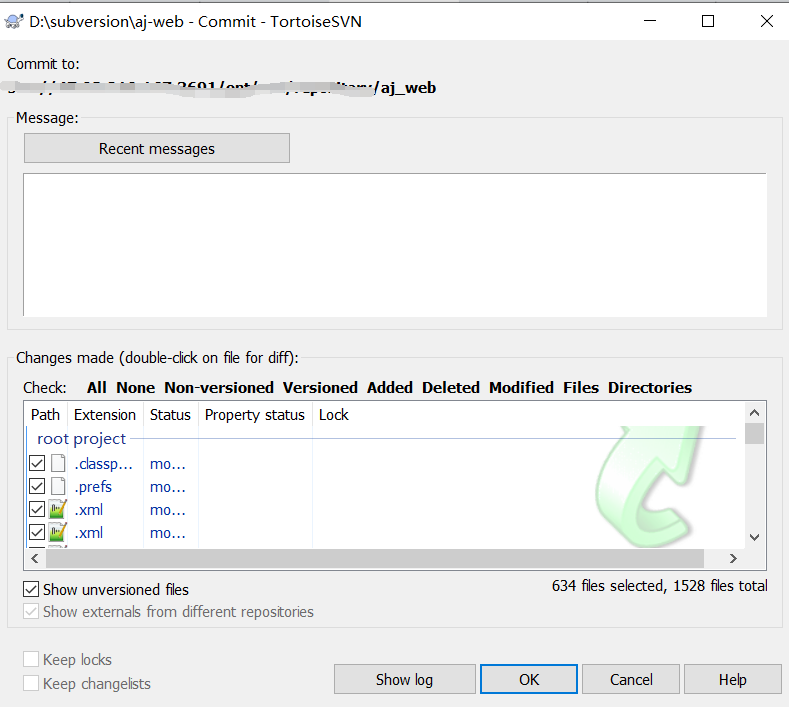 D:\subversion\aj-web - Commit - TortoiseSVN
Commit to:
/aj_web
Message:
Recent messages
Changes made (double-click on file for diff):
Check: All None Non-versioned Versioned Added Deleted Modified Files Directories
Path Extension Status Property status Lock
root project
.classp... mo...
.prefs mo...
.xml mo...
.xml mo...
Show unversioned files
634 files selected, 1528 files total
Show externals from different repositories
Keep locks
Keep changelists
Show log OK Cancel Help